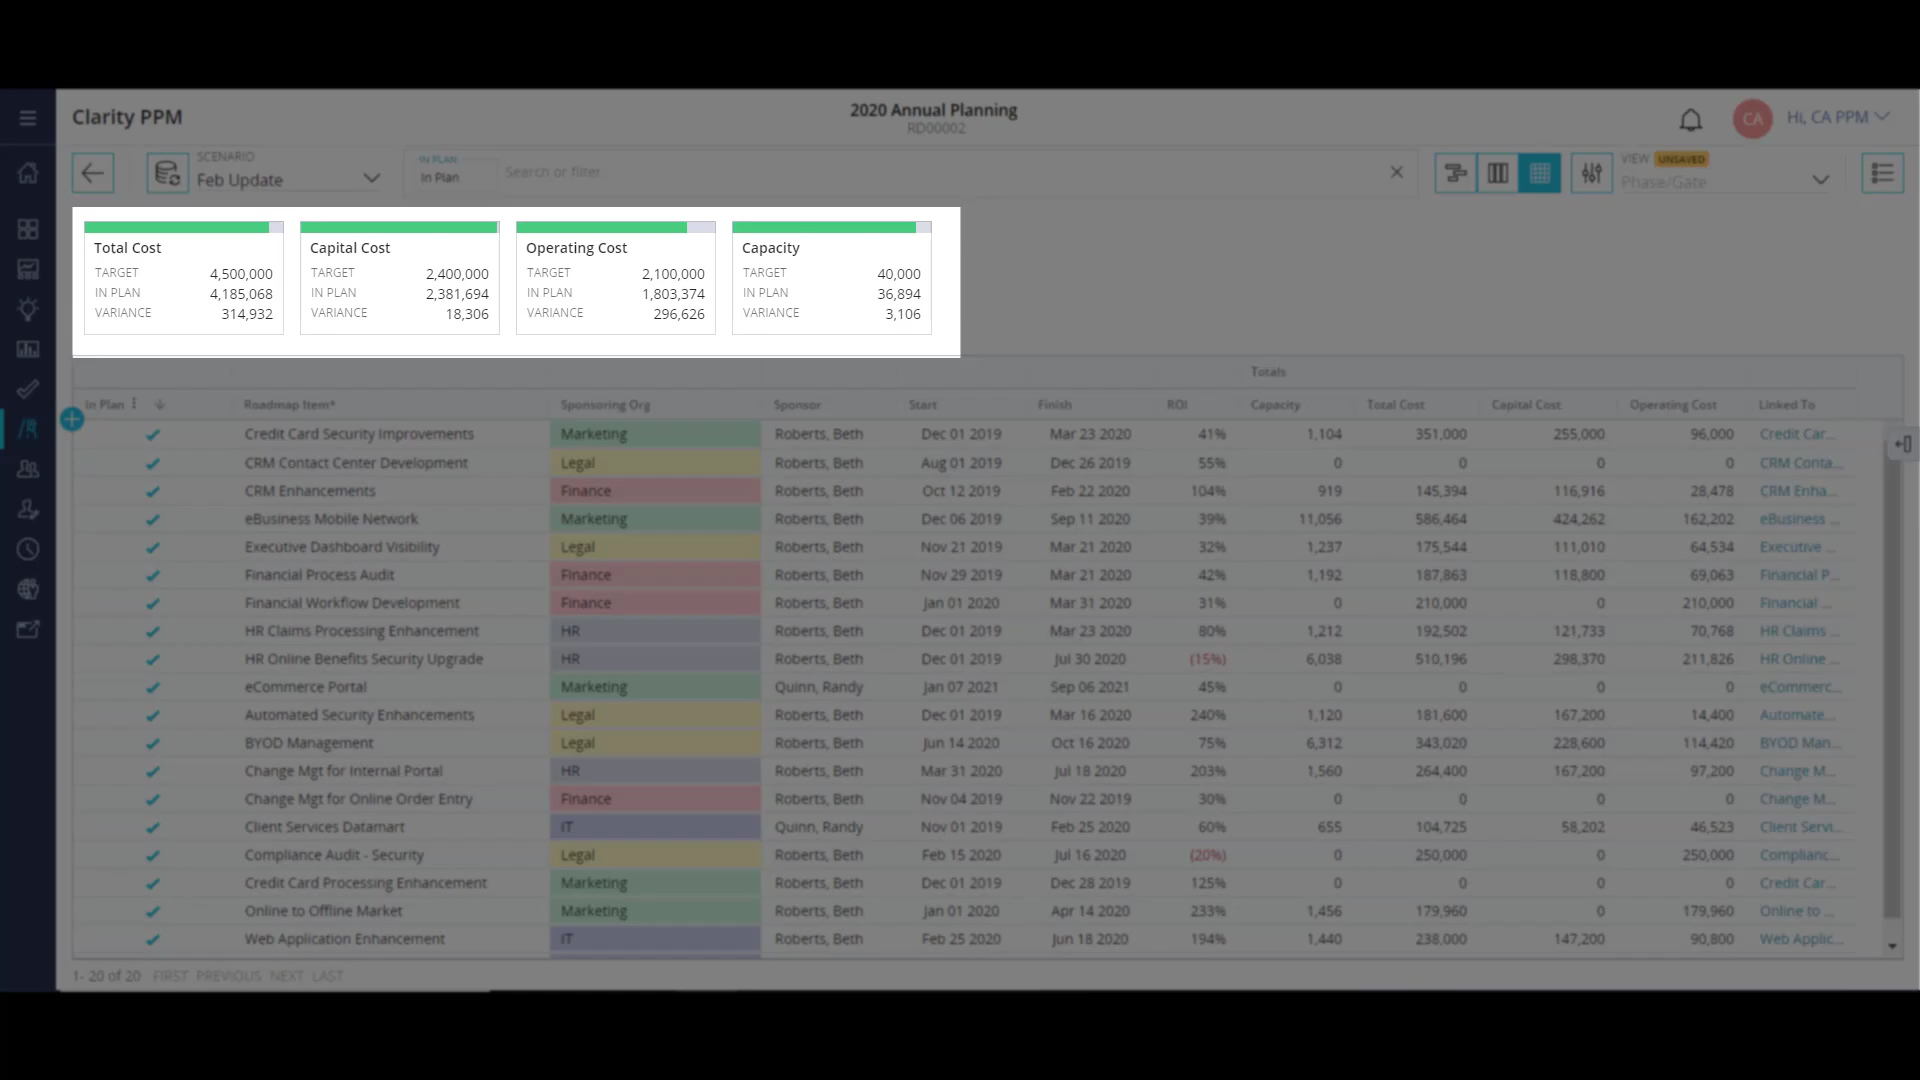 Clarity PPM
2020 Annual Planning
RD00002
CA
Hi, CA PPM
SCENARIO
Feb Update
IN PLAN
In Plan
Search or filter
VIEW UNSAVED
Phase/Gate
Total Cost
TARGET 4,500,000
IN PLAN 4,185,068
VARIANCE 314,932
Capital Cost
TARGET 2,400,000
IN PLAN 2,381,694
VARIANCE 18,306
Operating Cost
TARGET 2,100,000
IN PLAN 1,803,374
VARIANCE 296,626
Capacity
TARGET 40,000
IN PLAN 36,894
VARIANCE 3,106
Totals
In Plan Roadmap Item* Sponsoring Org Sponsor Start Finish ROI Capacity Total Cost Capital Cost Operating Cost Linked To
Credit Card Security Improvements Marketing Roberts, Beth Dec 01 2019 Mar 23 2020 41% 1,104 351,000 255,000 96,000 Credit Car...
CRM Contact Center Development Legal Roberts, Beth Aug 01 2019 Dec 26 2019 55% 0 0 0 0 CRM Conta...
CRM Enhancements Finance Roberts, Beth Oct 12 2019 Feb 22 2020 104% 919 145,394 116,916 28,478 CRM Enha...
eBusiness Mobile Network Marketing Roberts, Beth Dec 06 2019 Sep 11 2020 39% 11,056 586,464 424,262 162,202 eBusiness ...
Executive Dashboard Visibility Legal Roberts, Beth Nov 21 2019 Mar 21 2020 32% 1,237 175,544 111,010 64,534 Executive ...
Financial Process Audit Finance Roberts, Beth Nov 29 2019 Mar 21 2020 42% 1,192 187,863 118,800 69,063 Financial P...
Financial Workflow Development Finance Roberts, Beth Jan 01 2020 Mar 31 2020 31% 0 210,000 0 210,000 Financial ...
HR Claims Processing Enhancement HR Roberts, Beth Dec 01 2019 Mar 23 2020 80% 1,212 192,502 121,733 70,768 HR Claims ...
HR Online Benefits Security Upgrade HR Roberts, Beth Dec 01 2019 Jul 30 2020 (15%) 6,038 510,196 298,370 211,826 HR Online ...
eCommerce Portal Marketing Quinn, Randy Jan 07 2021 Sep 06 2021 45% 0 0 0 0 eCommerc...
Automated Security Enhancements Legal Roberts, Beth Dec 01 2019 Mar 16 2020 240% 1,120 181,600 167,200 14,400 Automate...
BYOD Management Legal Roberts, Beth Jun 14 2020 Oct 16 2020 75% 6,312 343,020 228,600 114,420 BYOD Man...
Change Mgt for Internal Portal HR Roberts, Beth Mar 31 2020 Jul 18 2020 203% 1,560 264,400 167,200 97,200 Change M...
Change Mgt for Online Order Entry Finance Roberts, Beth Nov 04 2019 Nov 22 2019 30% 0 0 0 0 Change M...
Client Services Datamart IT Quinn, Randy Nov 01 2019 Feb 25 2020 60% 655 104,725 58,202 46,523 Client Servi...
Compliance Audit - Security Legal Roberts, Beth Feb 15 2020 Jul 16 2020 (20%) 0 250,000 0 250,000 Complianc...
Credit Card Processing Enhancement Marketing Roberts, Beth Dec 01 2019 Dec 28 2019 125% 0 0 0 0 Credit Car...
Online to Offline Market Marketing Roberts, Beth Jan 01 2020 Apr 14 2020 233% 1,456 179,960 0 179,960 Online to ...
Web Application Enhancement IT Roberts, Beth Feb 25 2020 Jun 18 2020 194% 1,440 238,000 147,200 90,800 Web Applic...
1- 20 of 20 FIRST PREVIOUS NEXT LAST